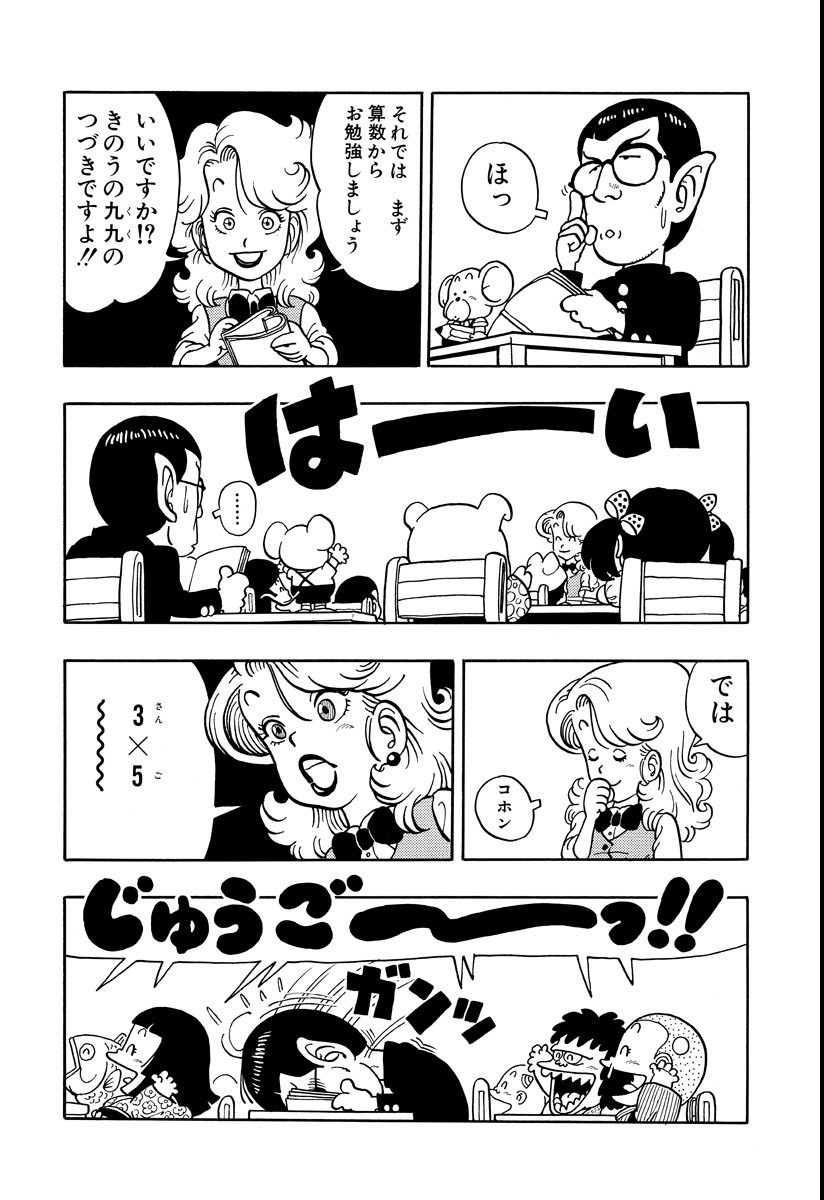 ほっ
それでは まず
算数から
お勉強しましょう
いいですか!?
きのうの九九の
つづきですよ!!
くく
はーい
……
では
コホン
3×5
さん ご
じゅうご〜〜っ!!
ガンッ